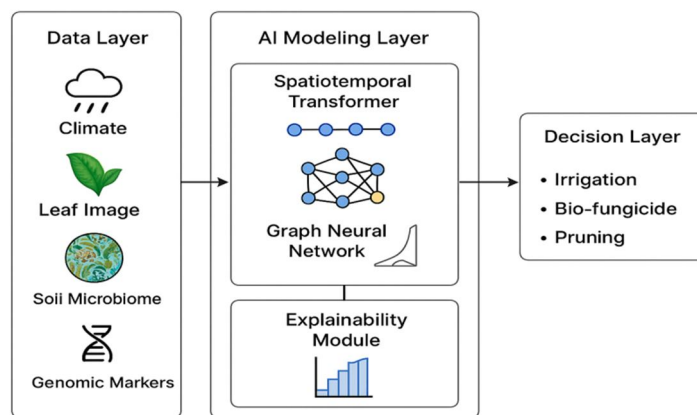 Data Layer
Climate
Leaf Image
Soii Microbiome
Genomic Markers
AI Modeling Layer
Spatiotemporal
Transformer
Graph Neural
Network
Explainability
Module
Decision Layer
• Irrigation
• Bio-fungicide
• Pruning